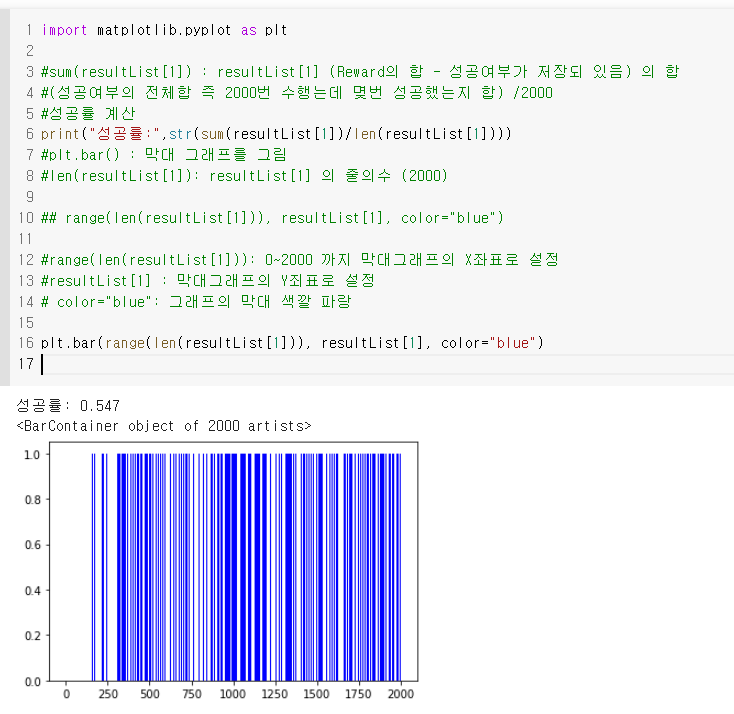 1 import matplotlib.pyplot as plt
2
3 #sum(resultList[1]) : resultList[1] (Reward의 합 - 성공여부가 저장되 있음) 의 합
4 #(성공여부의 전체합 즉 2000번 수행는데 몇번 성공했는지 합) /2000
5 #성공률 계산
6 print("성공률:",str(sum(resultList[1])/len(resultList[1])))
7 #plt.bar() : 막대 그래프를 그림
8 #len(resultList[1]): resultList[1] 의 줄의수 (2000)
9
10 ## range(len(resultList[1])), resultList[1], color="blue")
11
12 #range(len(resultList[1])): 0~2000 까지 막대그래프의 X좌표로 설정
13 #resultList[1] : 막대그래프의 Y죄표로 설정
14 # color="blue": 그래프의 막대 색깔 파랑
15
16 plt.bar(range(len(resultList[1])), resultList[1], color="blue")
17
성공률: 0.547
<BarContainer object of 2000 artists>
1.0
0.8
0.6
0.4
0.2
0.0
0 250 500 750 1000 1250 1500 1750 2000